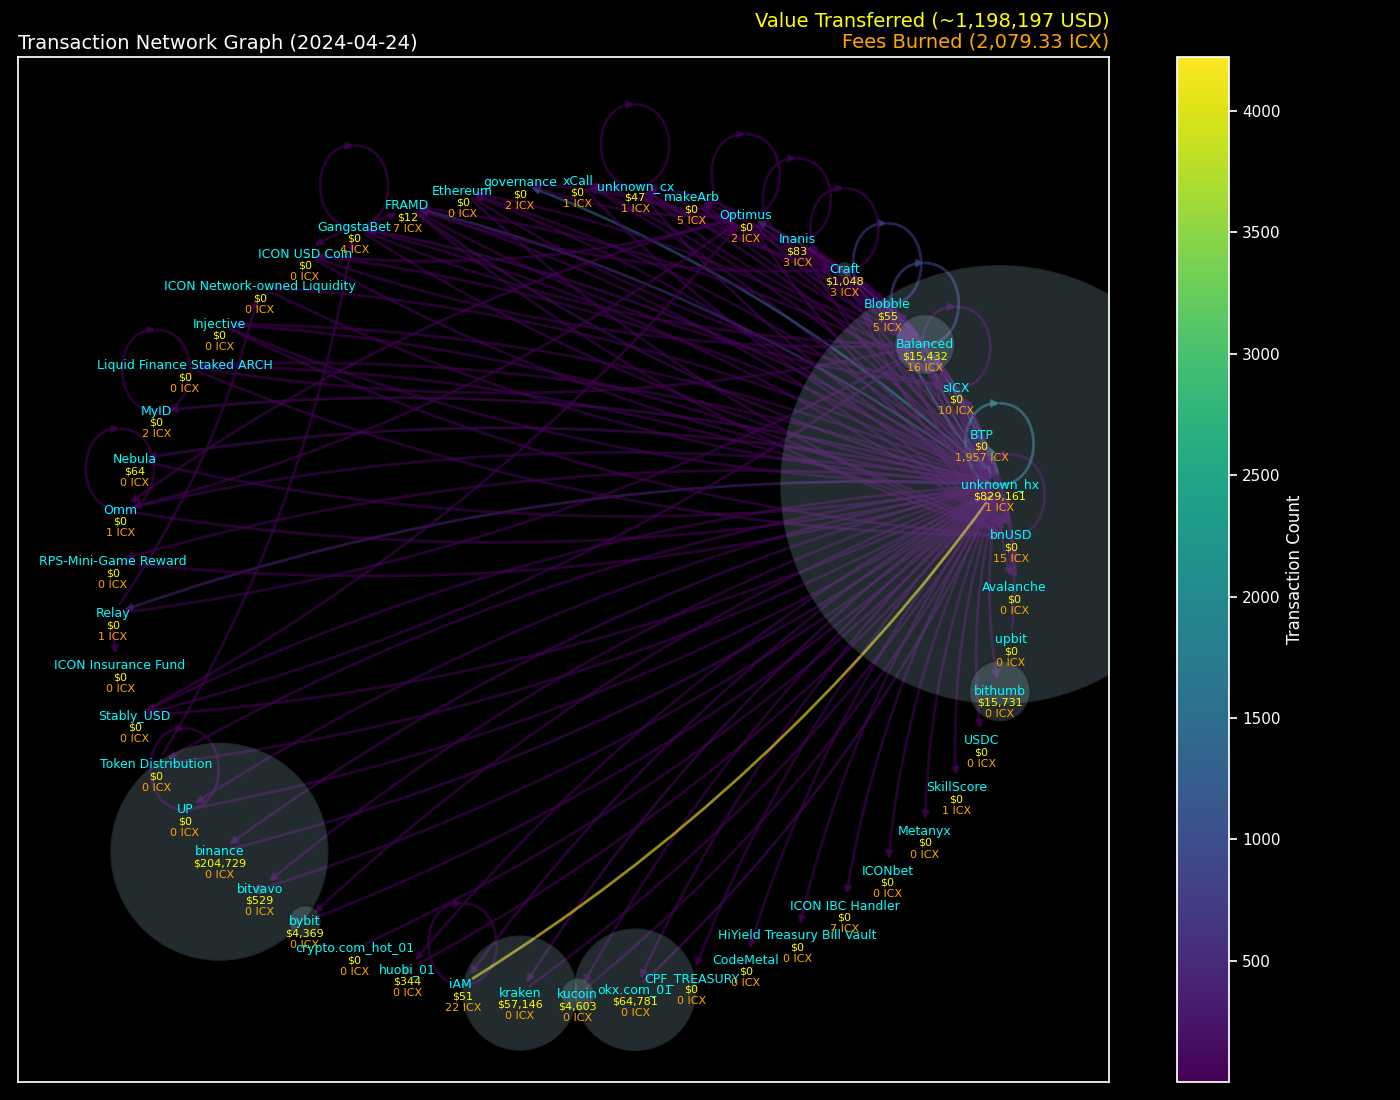 Value Transferred (~1,198,197 USD)
Transaction Network Graph (2024-04-24)
Fees Burned (2,079.33 ICX)
governance
$0
2 ICX
xCall
$0
1 ICX
unknown_cx
$47
1 ICX
makeArb
$0
5 ICX
Ethereum
$0
0 ICX
FRAMD
$12
7 ICX
Optimus
$0
2 ICX
GangstaBet
$0
4 ICX
Inanis
$83
3 ICX
ICON USD Coin
$0
0 ICX
Craft
$1,048
3 ICX
ICON Network-owned Liquidity
$0
0 ICX
Blobble
$55
5 ICX
Injective
$0
0 ICX
Balanced
$15,432
16 ICX
Liquid Finance Staked ARCH
$0
0 ICX
sICX
$0
10 ICX
MyID
$0
2 ICX
BTP
$0
1,957 ICX
Nebula
$64
0 ICX
unknown_hx
$829,161
1 ICX
Omm
$0
1 ICX
bnUSD
$0
15 ICX
RPS-Mini-Game Reward
$0
0 ICX
Avalanche
$0
0 ICX
Relay
$0
1 ICX
upbit
$0
0 ICX
ICON Insurance Fund
$0
0 ICX
bithumb
$15,731
0 ICX
Stably_USD
$0
0 ICX
USDC
$0
0 ICX
Token Distribution
$0
0 ICX
SkillScore
$0
1 ICX
UP
$0
0 ICX
Metanyx
$0
0 ICX
binance
$204,729
0 ICX
ICONbet
$0
0 ICX
bitvavo
$529
0 ICX
ICON IBC Handler
$0
7 ICX
bybit
$4,369
0 ICX
HiYield Treasury Bill Vault
$0
0 ICX
crypto.com_hot_01
$0
0 ICX
CodeMetal
$0
0 ICX
huobi_01
$344
0 ICX
CPF_TREASURY
$0
0 ICX
iAM
$51
22 ICX
kraken
$57,146
0 ICX
kucoin
$4,603
0 ICX
okx.com_01
$64,781
0 ICX
4000
3500
3000
2500
2000
1500
1000
500
Transaction Count